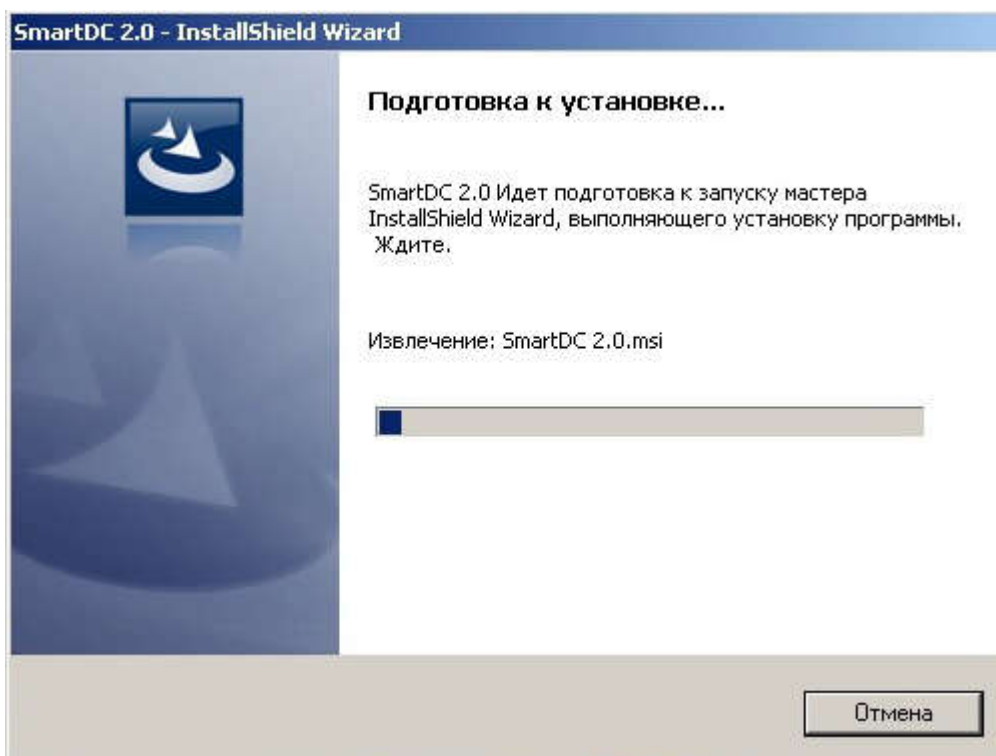 SmartDC 2.0 - InstallShield Wizard
Подготовка к установке...
SmartDC 2.0 Идет подготовка к запуску мастера
InstallShield Wizard, выполняющего установку программы.
Ждите.
Извлечение: SmartDC 2.0.msi
Отмена